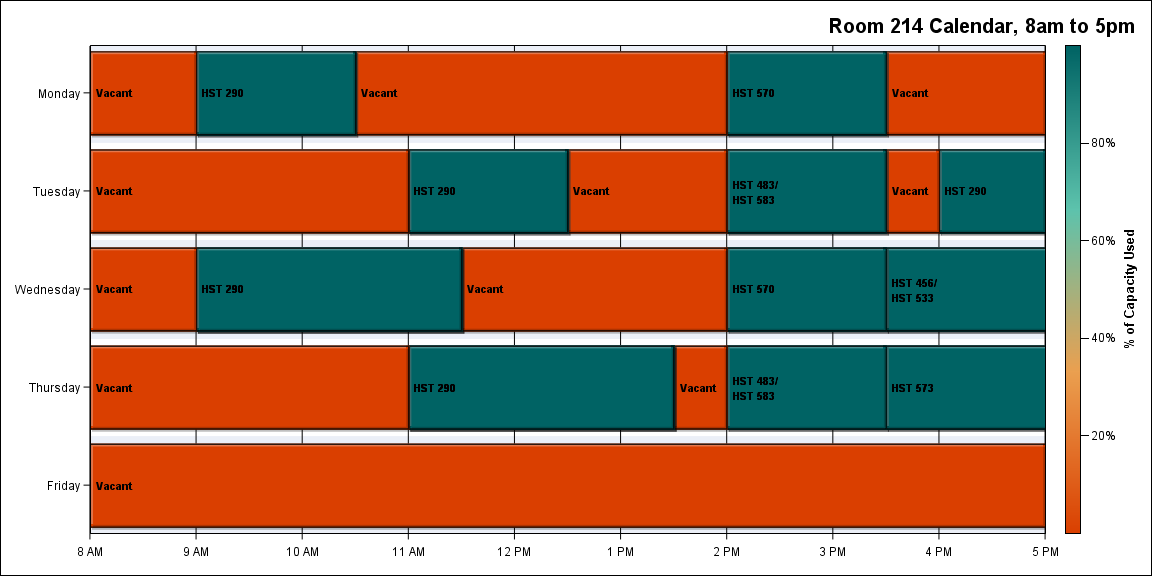 Room 214 Calendar, 8am to 5pm
Monday
Vacant
HST 290
Vacant
HST 570
Vacant
Tuesday
Vacant
HST 290
Vacant
HST 483/
HST 583
Vacant
HST 290
Wednesday
Vacant
HST 290
Vacant
HST 570
HST 456/
HST 533
Thursday
Vacant
HST 290
Vacant
HST 483/
HST 583
HST 573
Friday
Vacant
8 AM
9 AM
10 AM
11 AM
12 PM
1 PM
2 PM
3 PM
4 PM
5 PM
80%
60%
40%
20%
% of Capacity Used